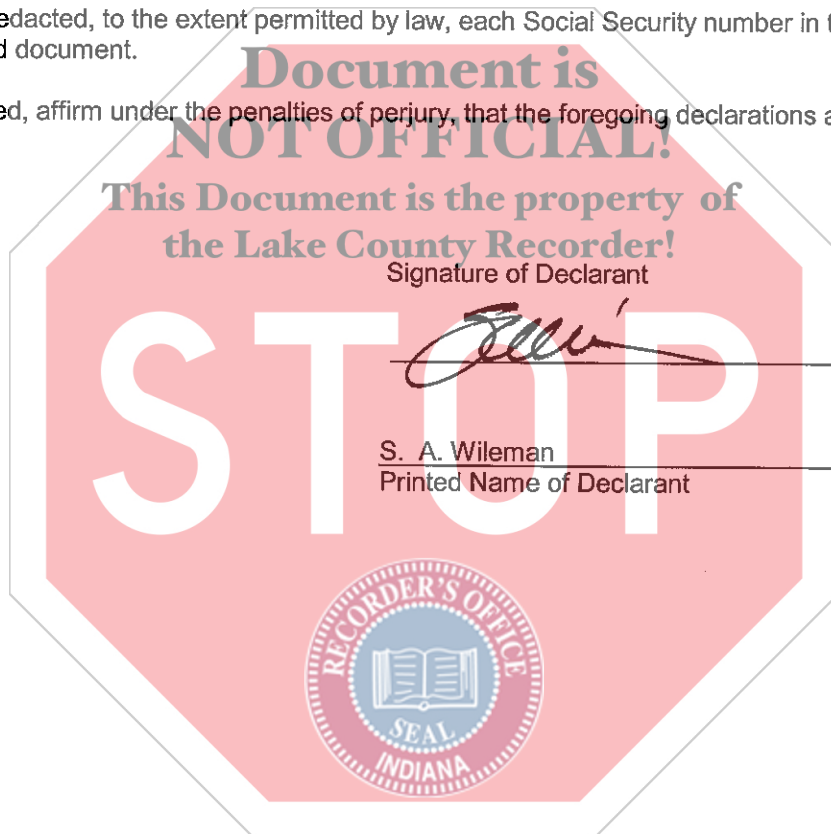 edacted, to the extent permitted by law, each Social Security number in t
d document.
Document is
ed, affirm under the penalties of perjury, that the foregoing declarations a
NOT OFFICIAL!
This Document is the property of
the Lake County Recorder!
Signature of Declarant
STOP
S. A. Wileman
Printed Name of Declarant
RECORDER'S OFFICE
SEAL
INDIANA